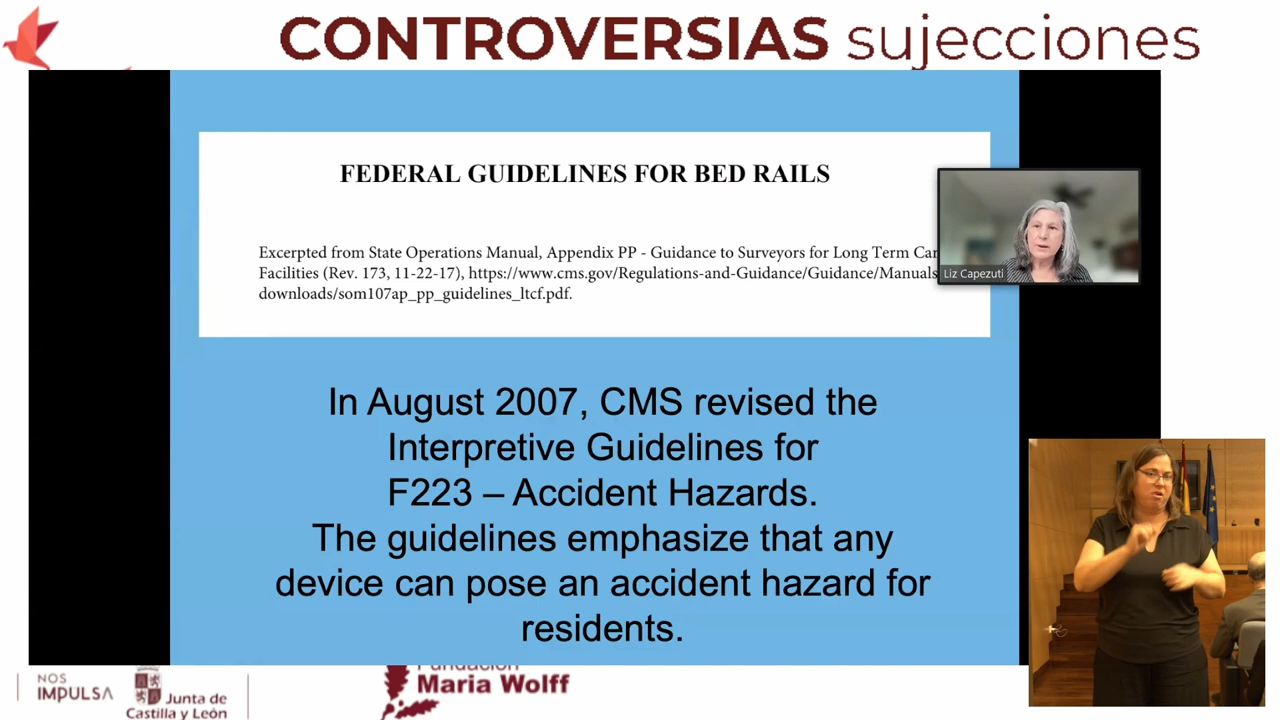 CONTROVERSIAS sujecciones
FEDERAL GUIDELINES FOR BED RAILS
Excerpted from State Operations Manual, Appendix PP - Guidance to Surveyors for Long Term Car
Facilities (Rev. 173, 11-22-17), https://www.cms.gov/Regulations-and-Guidance/Guidance/Manuals
downloads/som107ap_pp_guidelines_ltcf.pdf.
Liz Capezuti
In August 2007, CMS revised the
Interpretive Guidelines for
F223 – Accident Hazards.
The guidelines emphasize that any
device can pose an accident hazard for
residents.
NOS
IMPULSA
Junta de
Castilla y León
Fundación
Maria Wolff